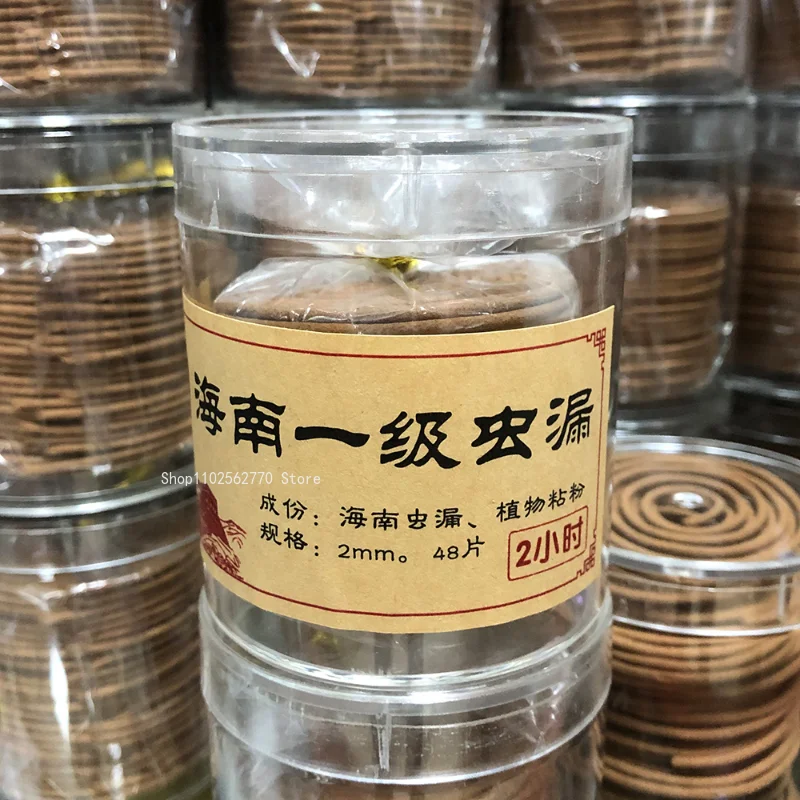 海南一级虫漏
Shop1102562770 Store
成份：海南虫漏、植物粘粉
规格：2mm。48片
2小时